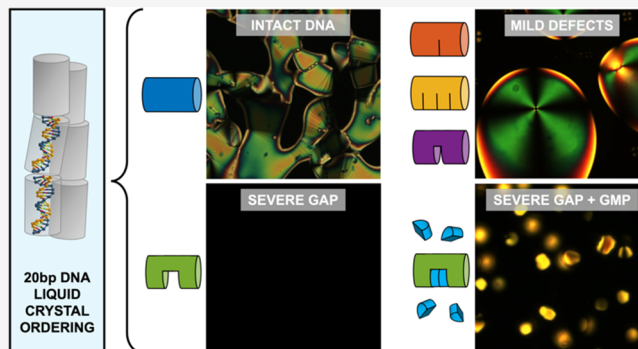 INTACT DNA
MILD DEFECTS
SEVERE GAP
SEVERE GAP + GMP
20bp DNA
LIQUID
CRYSTAL
ORDERING